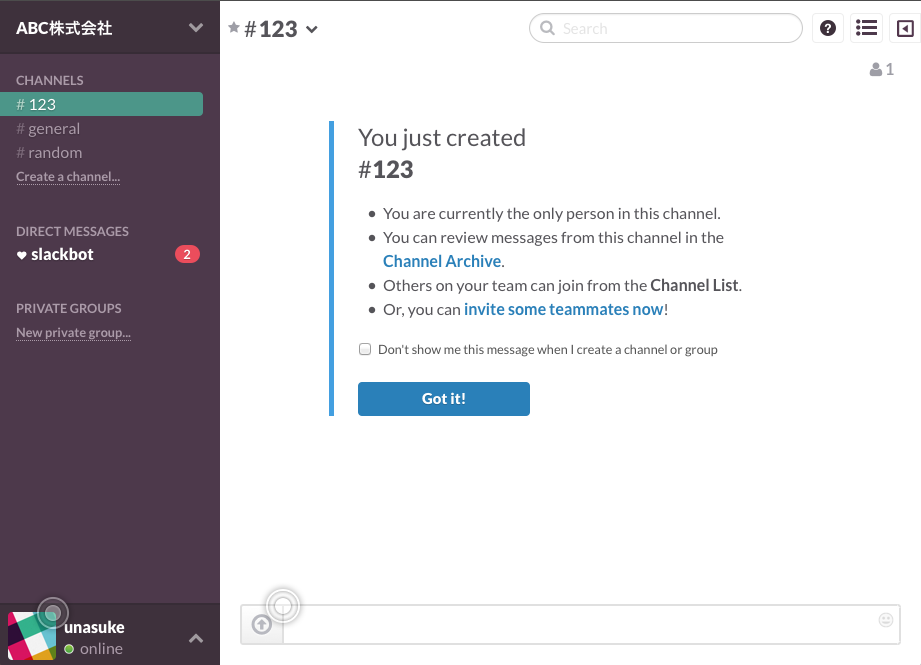 ABC株式会社
CHANNELS
# 123
# general
# random
Create a channel...
DIRECT MESSAGES
slackbot 2
PRIVATE GROUPS
New private group...
unasuke
online
#123
Search
1
You just created
#123
• You are currently the only person in this channel.
• You can review messages from this channel in the
Channel Archive.
• Others on your team can join from the Channel List.
• Or, you can invite some teammates now!
Don't show me this message when I create a channel or group
Got it!